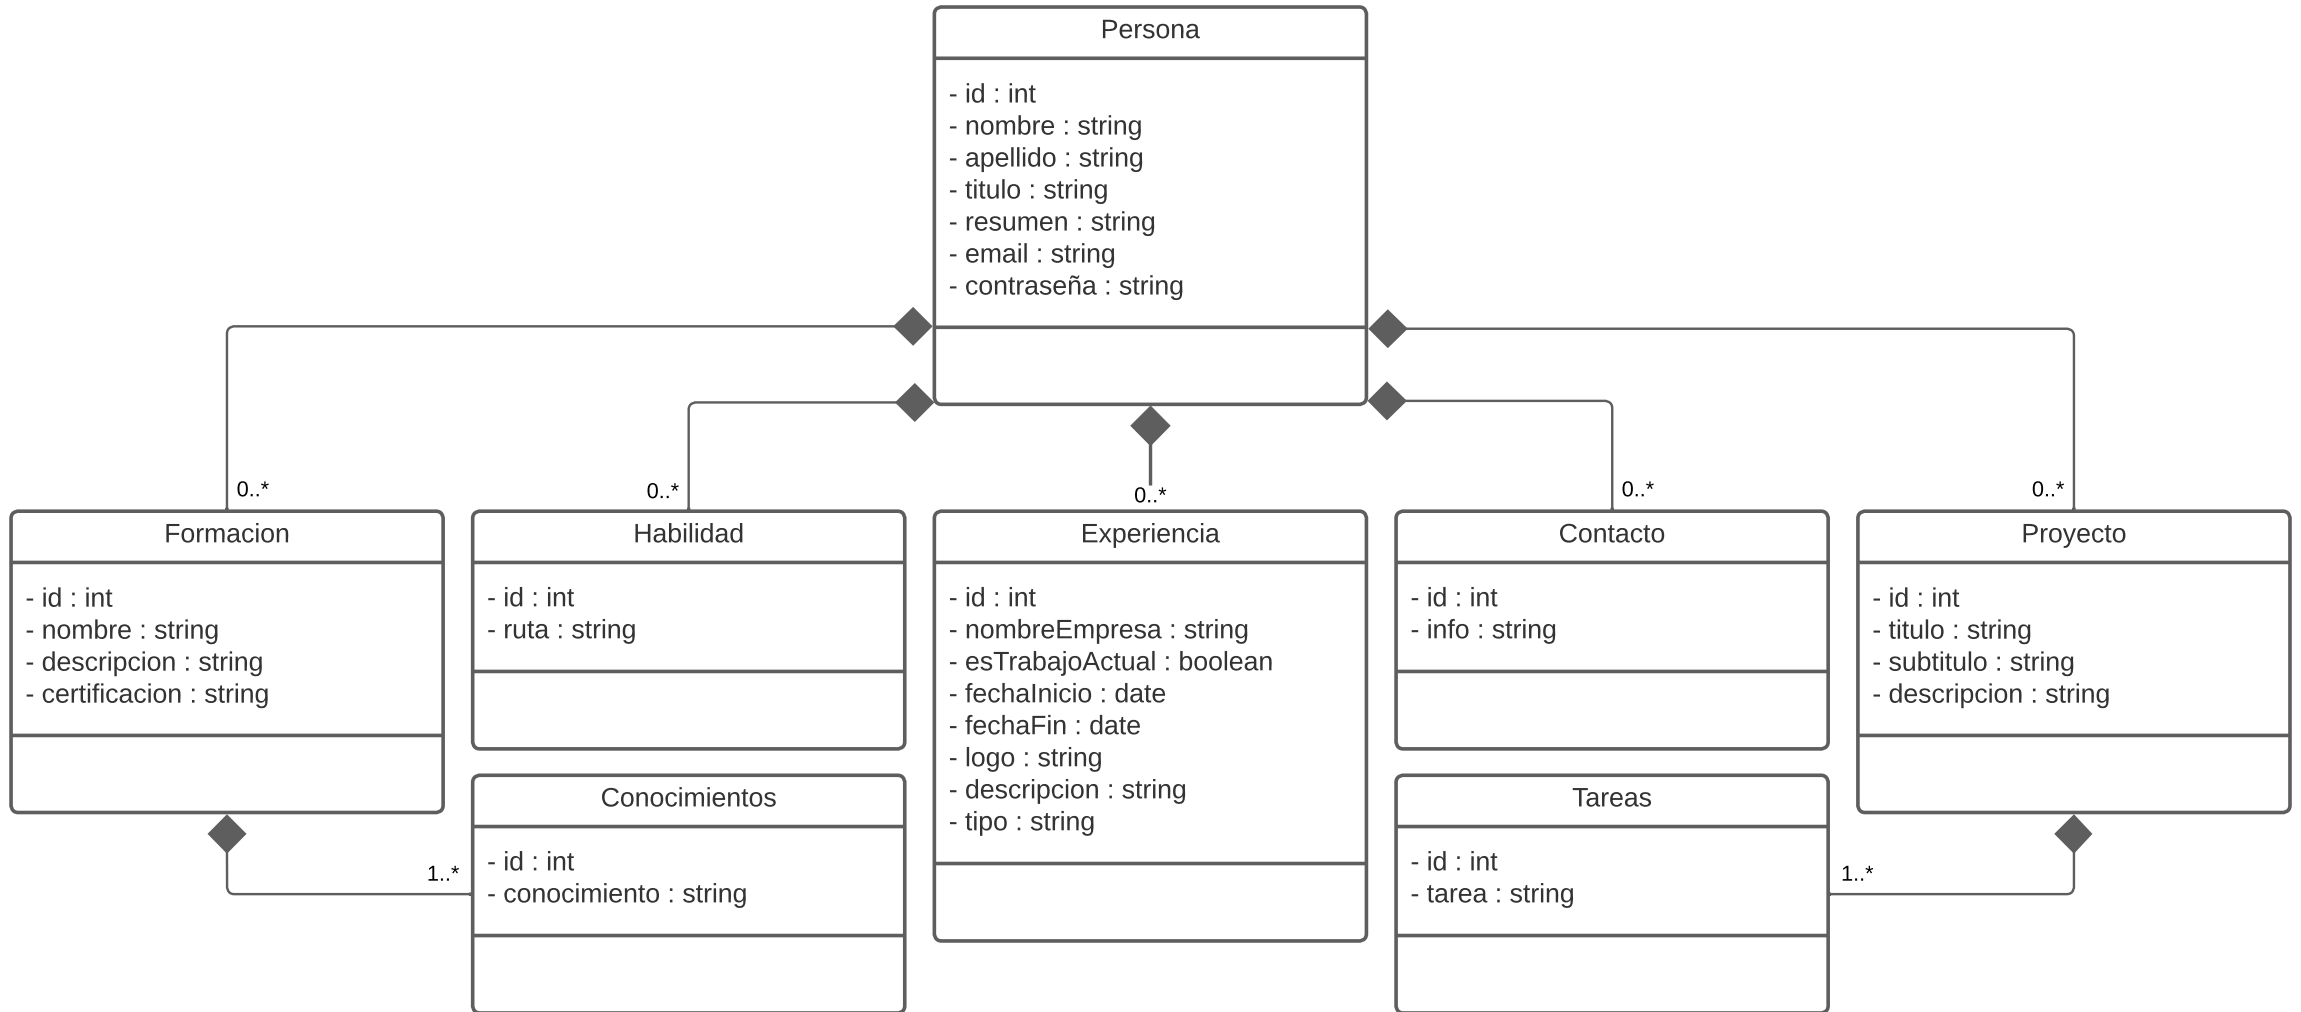 Persona
- id : int
- nombre : string
- apellido : string
- titulo : string
- resumen : string
- email : string
- contraseña : string
0..*
0..*
0..*
0..*
0..*
Formacion
- id : int
- nombre : string
- descripcion : string
- certificacion : string
Habilidad
- id : int
- ruta : string
Experiencia
- id : int
- nombreEmpresa : string
- esTrabajoActual : boolean
- fechaInicio : date
- fechaFin : date
- logo : string
- descripcion : string
- tipo : string
Contacto
- id : int
- info : string
Proyecto
- id : int
- titulo : string
- subtitulo : string
- descripcion : string
1..*
Conocimientos
- id : int
- conocimiento : string
Tareas
- id : int
- tarea : string
1..*